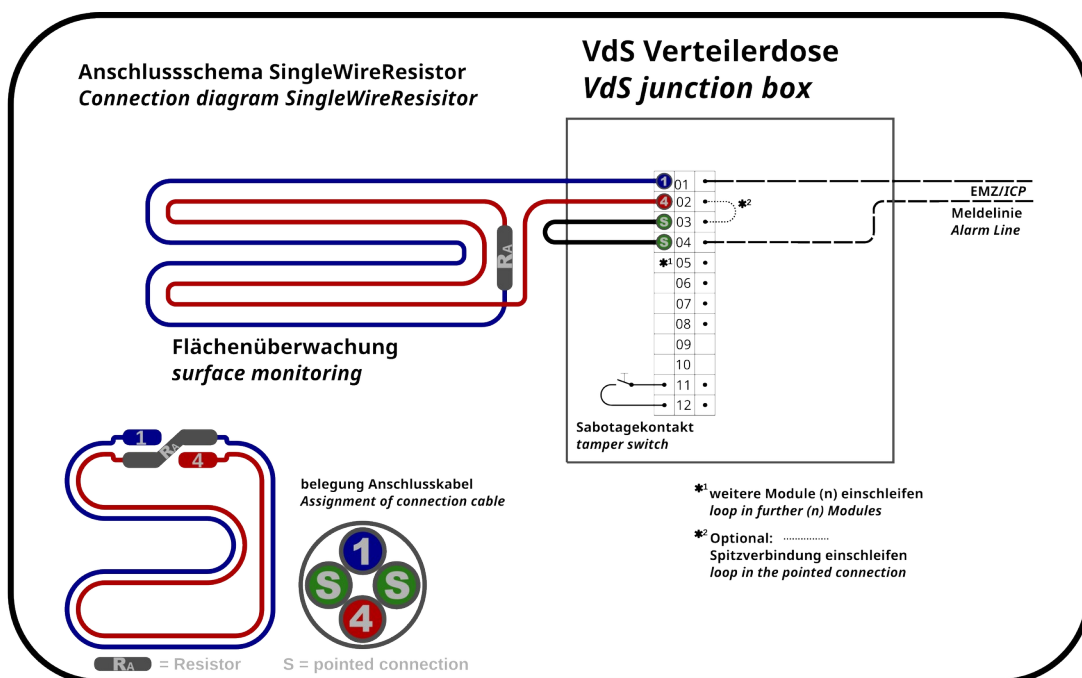 Anschlussschema SingleWireResistor
Connection diagram SingleWireResisitor
VdS Verteilerdose
VdS junction box
1 01
4 02
*2
S 03
S 04
*1 05
06
07
08
09
10
11
12
EMZ/ICP
Meldelinie
Alarm Line
RA
Flächenüberwachung
surface monitoring
Sabotagekontakt
tamper switch
1
RA
4
belegung Anschlusskabel
Assignment of connection cable
1
S S
4
*1 weitere Module (n) einschleifen
loop in further (n) Modules
*2 Optional:
Spitzverbindung einschleifen
loop in the pointed connection
RA = Resistor
S = pointed connection